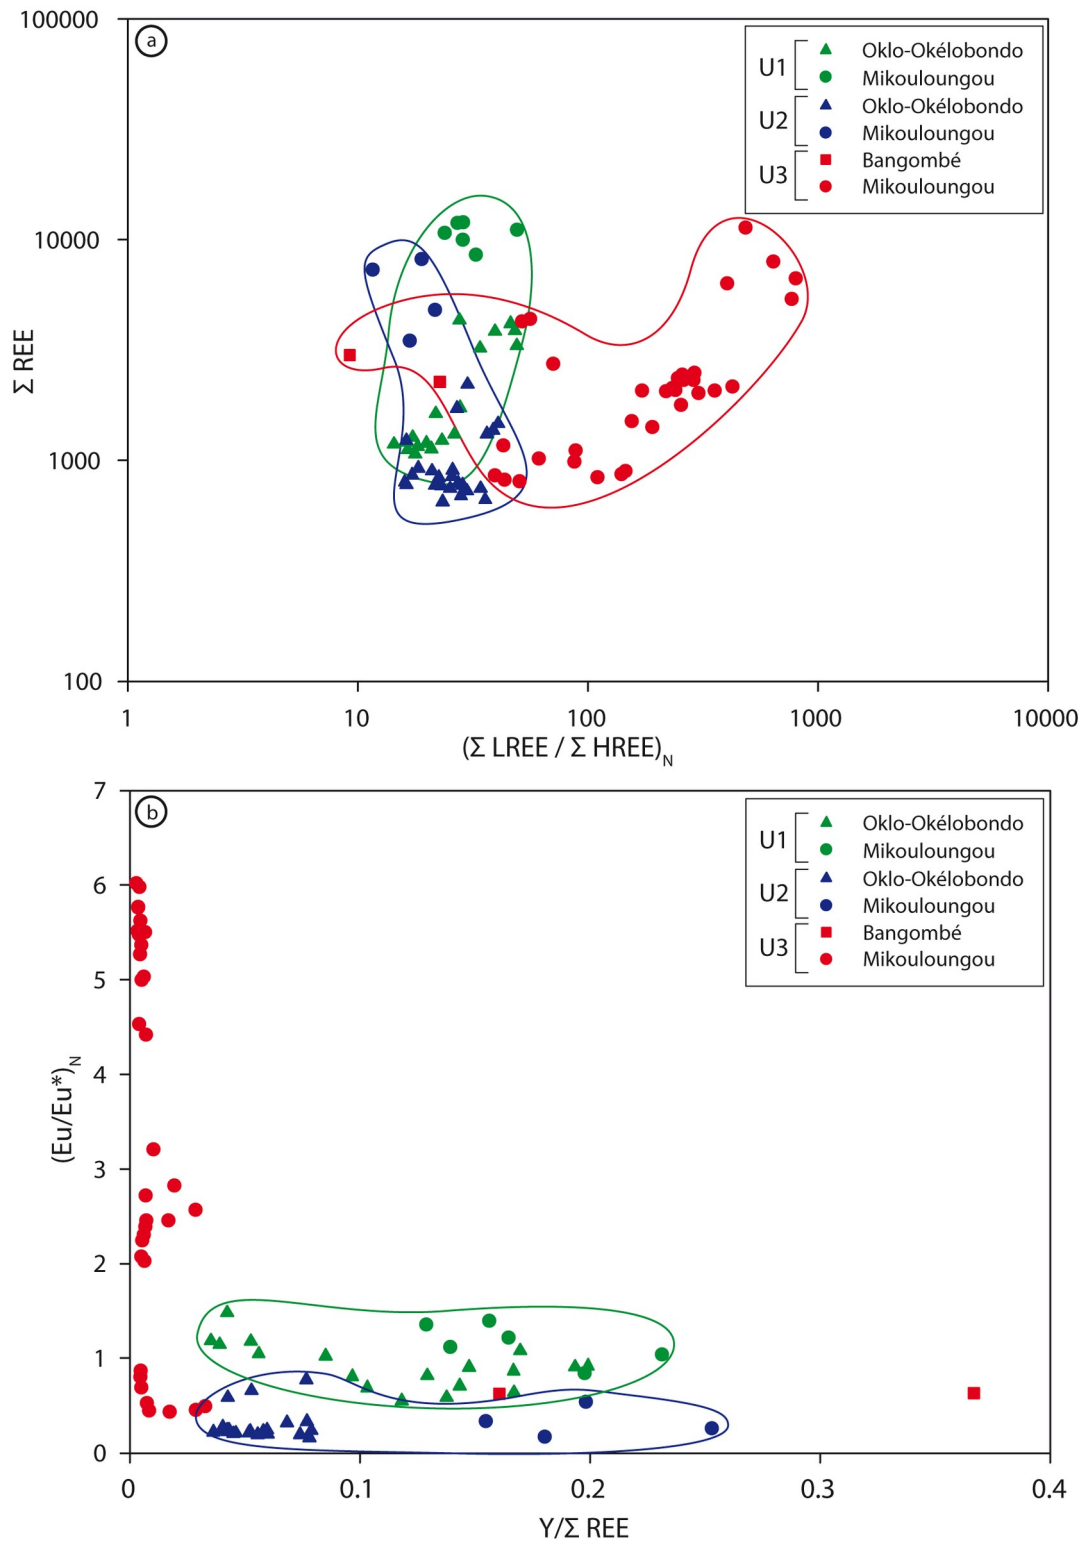 a
100000
10000
1000
100
Σ REE
U1
Oklo-Okélobondo
Mikouloungou
U2
Oklo-Okélobondo
Mikouloungou
U3
Bangombé
Mikouloungou
1 10 100 1000 10000
(Σ LREE / Σ HREE)N
b
7
6
5
4
3
2
1
0
(Eu/Eu*)N
U1
Oklo-Okélobondo
Mikouloungou
U2
Oklo-Okélobondo
Mikouloungou
U3
Bangombé
Mikouloungou
0 0.1 0.2 0.3 0.4
Y/Σ REE